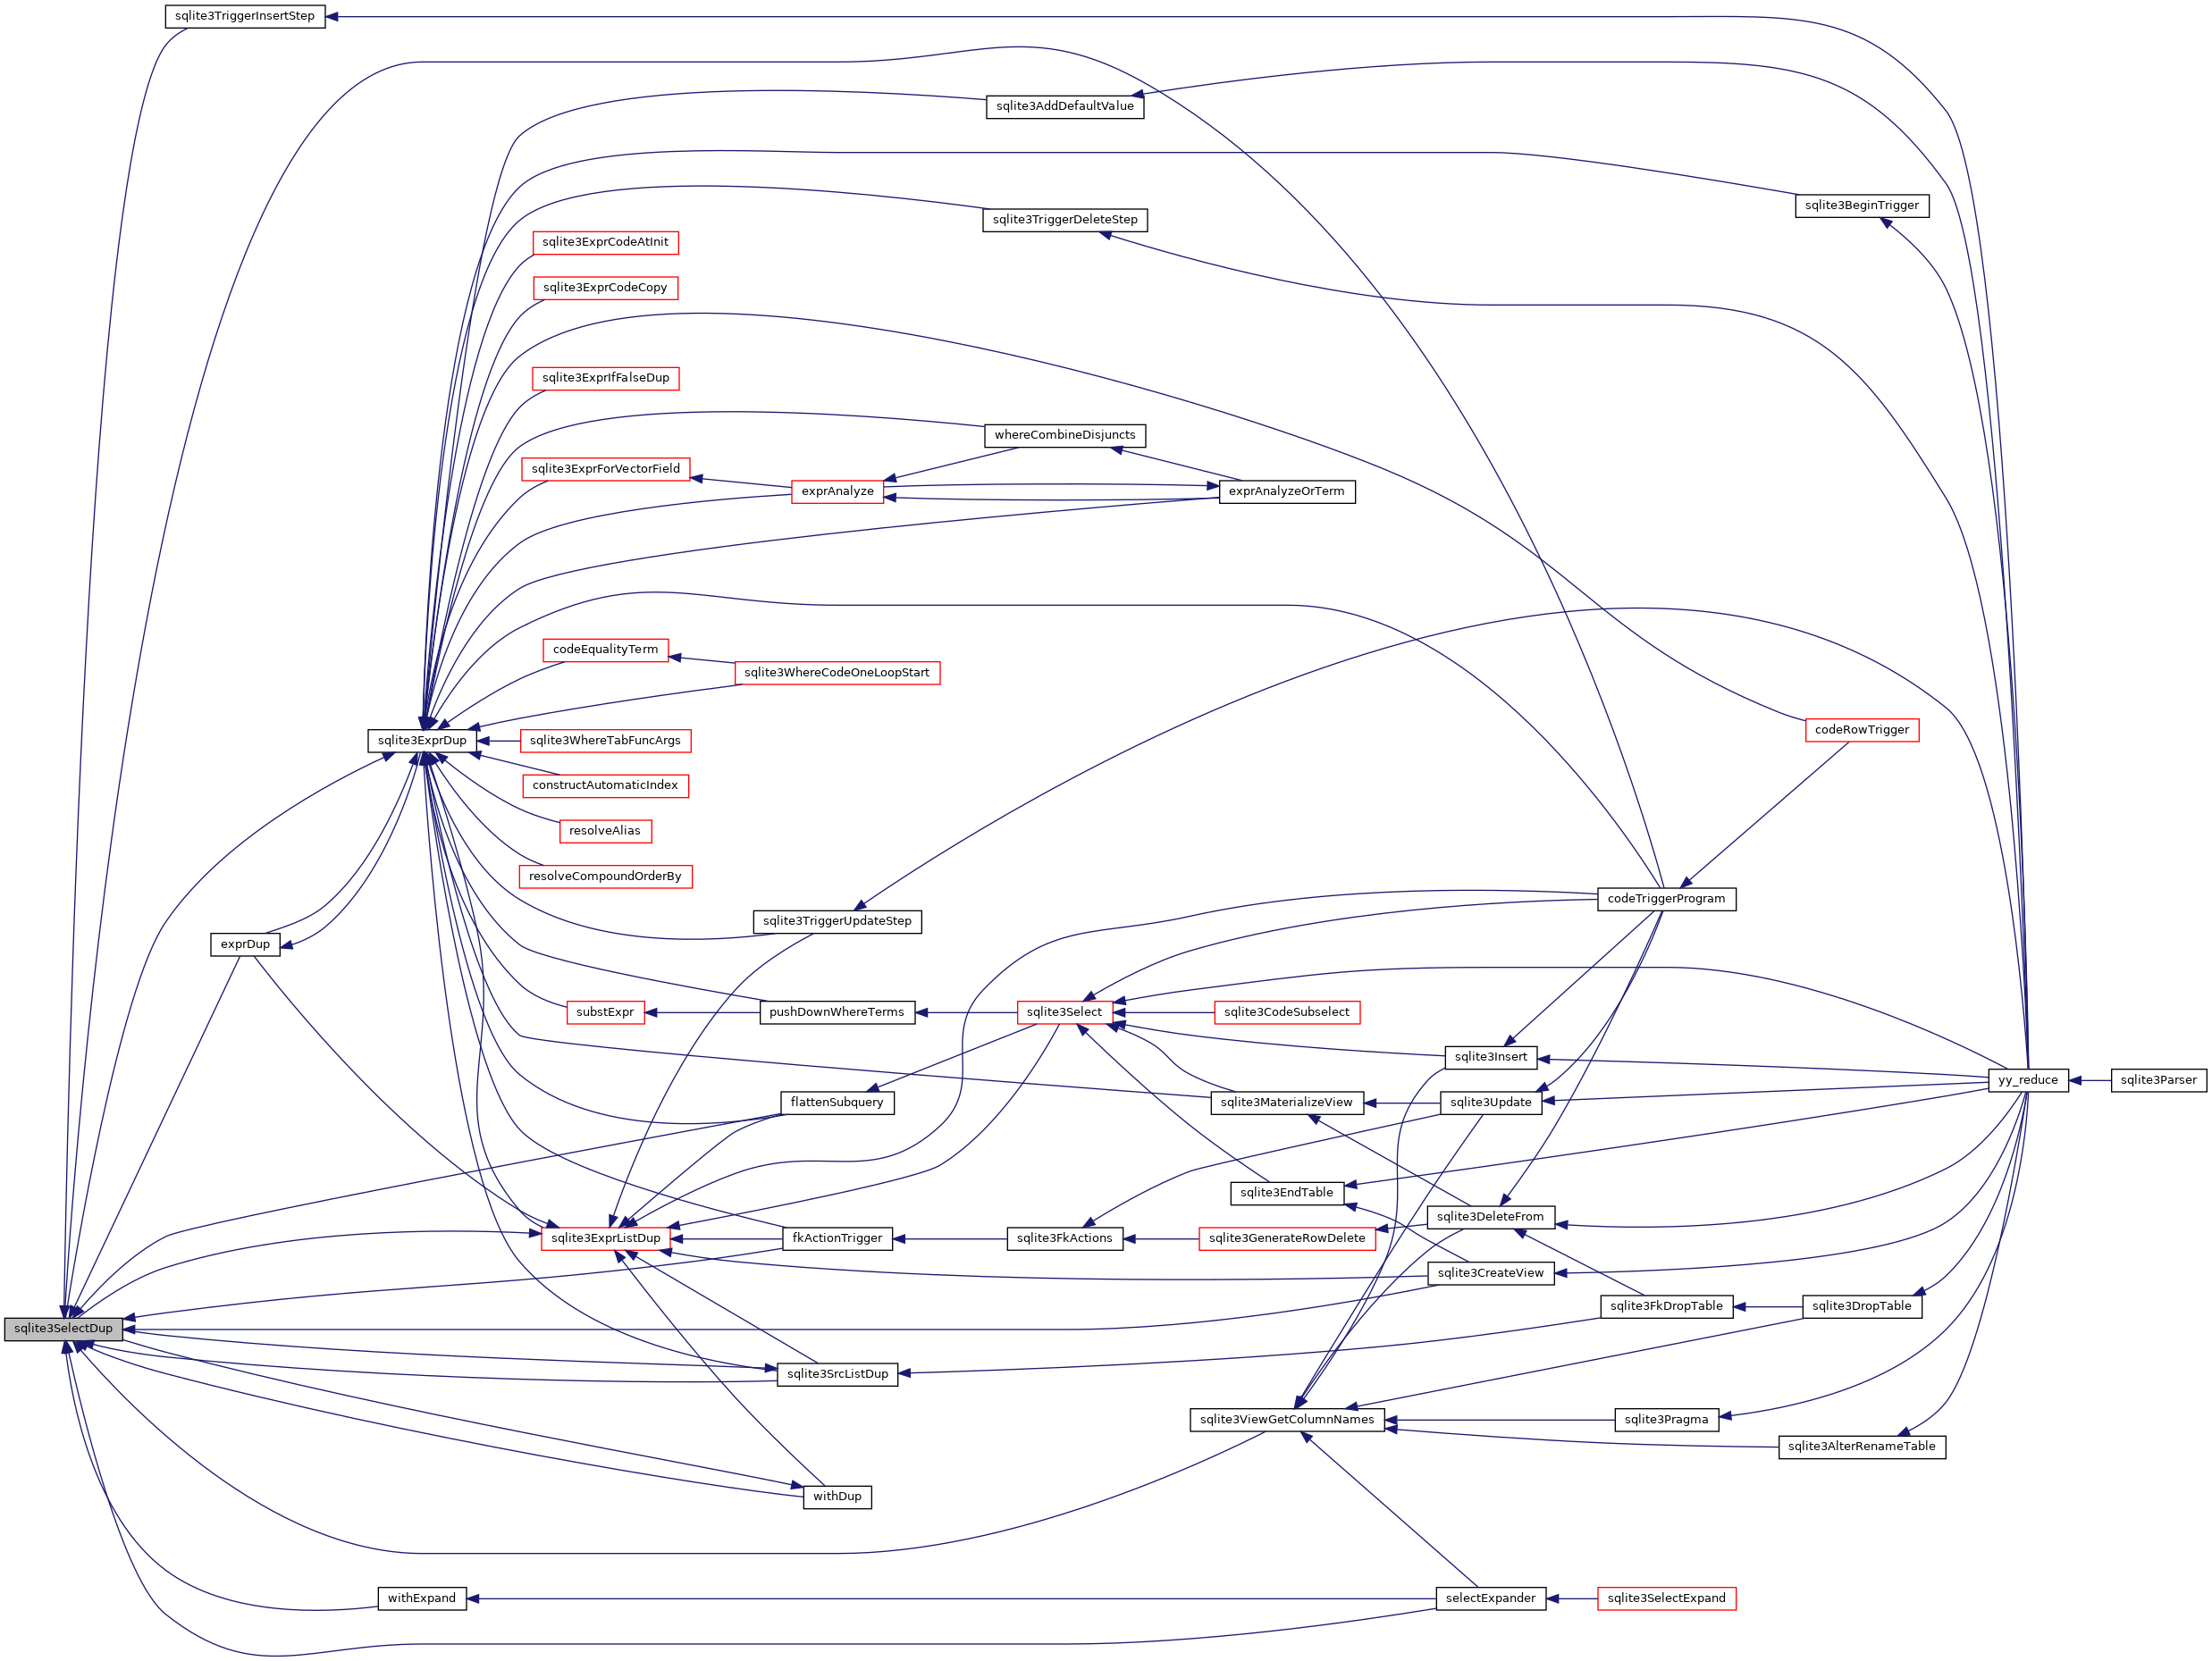 sqlite3TriggerInsertStep
sqlite3AddDefaultValue
sqlite3BeginTrigger
sqlite3TriggerDeleteStep
sqlite3ExprCodeAtInit
sqlite3ExprCodeCopy
sqlite3ExprIfFalseDup
whereCombineDisjuncts
sqlite3ExprForVectorField
exprAnalyze
exprAnalyzeOrTerm
codeEqualityTerm
sqlite3WhereCodeOneLoopStart
codeRowTrigger
sqlite3ExprDup
sqlite3WhereTabFuncArgs
constructAutomaticIndex
resolveAlias
resolveCompoundOrderBy
codeTriggerProgram
sqlite3TriggerUpdateStep
exprDup
substExpr
pushDownWhereTerms
sqlite3Select
sqlite3CodeSubselect
sqlite3Insert
yy_reduce
sqlite3Parser
flattenSubquery
sqlite3MaterializeView
sqlite3Update
sqlite3EndTable
sqlite3DeleteFrom
sqlite3ExprListDup
fkActionTrigger
sqlite3FkActions
sqlite3GenerateRowDelete
sqlite3CreateView
sqlite3FkDropTable
sqlite3DropTable
sqlite3SelectDup
sqlite3SrcListDup
sqlite3ViewGetColumnNames
sqlite3Pragma
sqlite3AlterRenameTable
withDup
withExpand
selectExpander
sqlite3SelectExpand